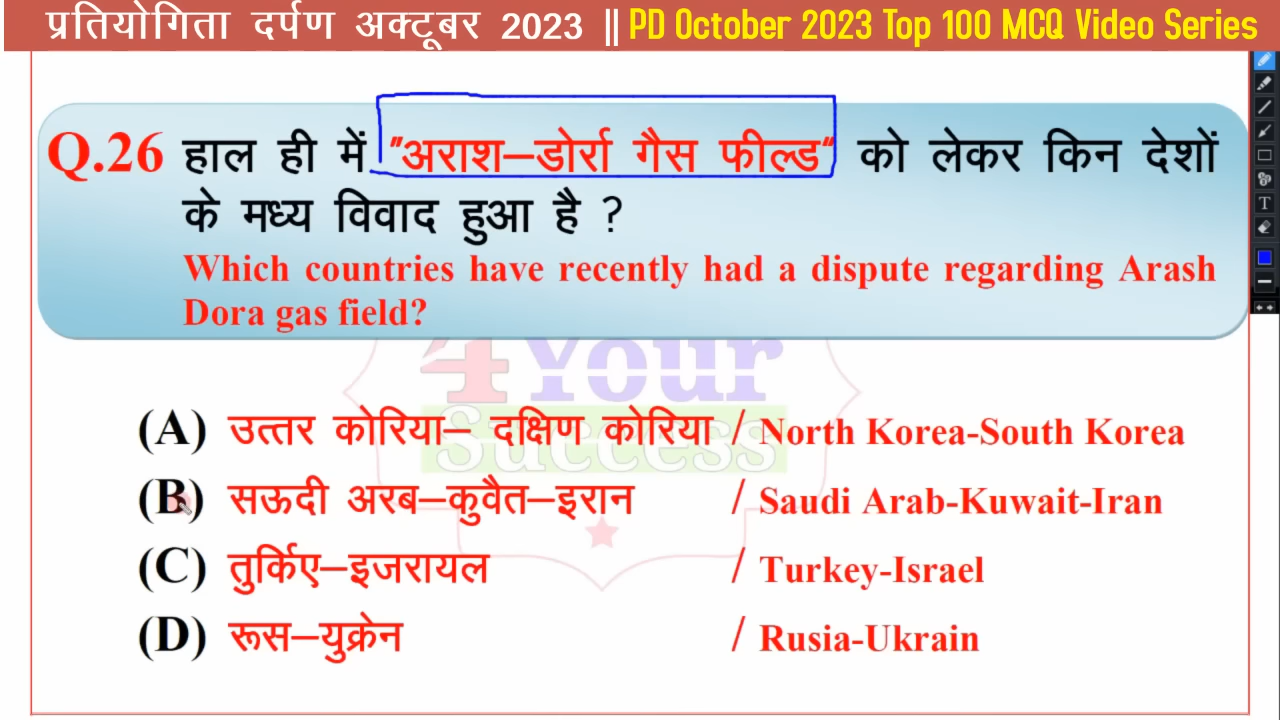 प्रतियोगिता दर्पण अक्टूबर 2023 || PD October 2023 Top 100 MCQ Video Series
Q.26 हाल ही में "अराश–डोर्रा गैस फील्ड“ को लेकर किन देशों
के मध्य विवाद हुआ है ?
Which countries have recently had a dispute regarding Arash
Dora gas field?
4Your
Success
(A) उत्तर कोरिया– दक्षिण कोरिया / North Korea-South Korea
(B) सऊदी अरब–कुवैत–इरान / Saudi Arab-Kuwait-Iran
(C) तुर्किए–इजरायल / Turkey-Israel
(D) रूस–युक्रेन / Rusia-Ukrain